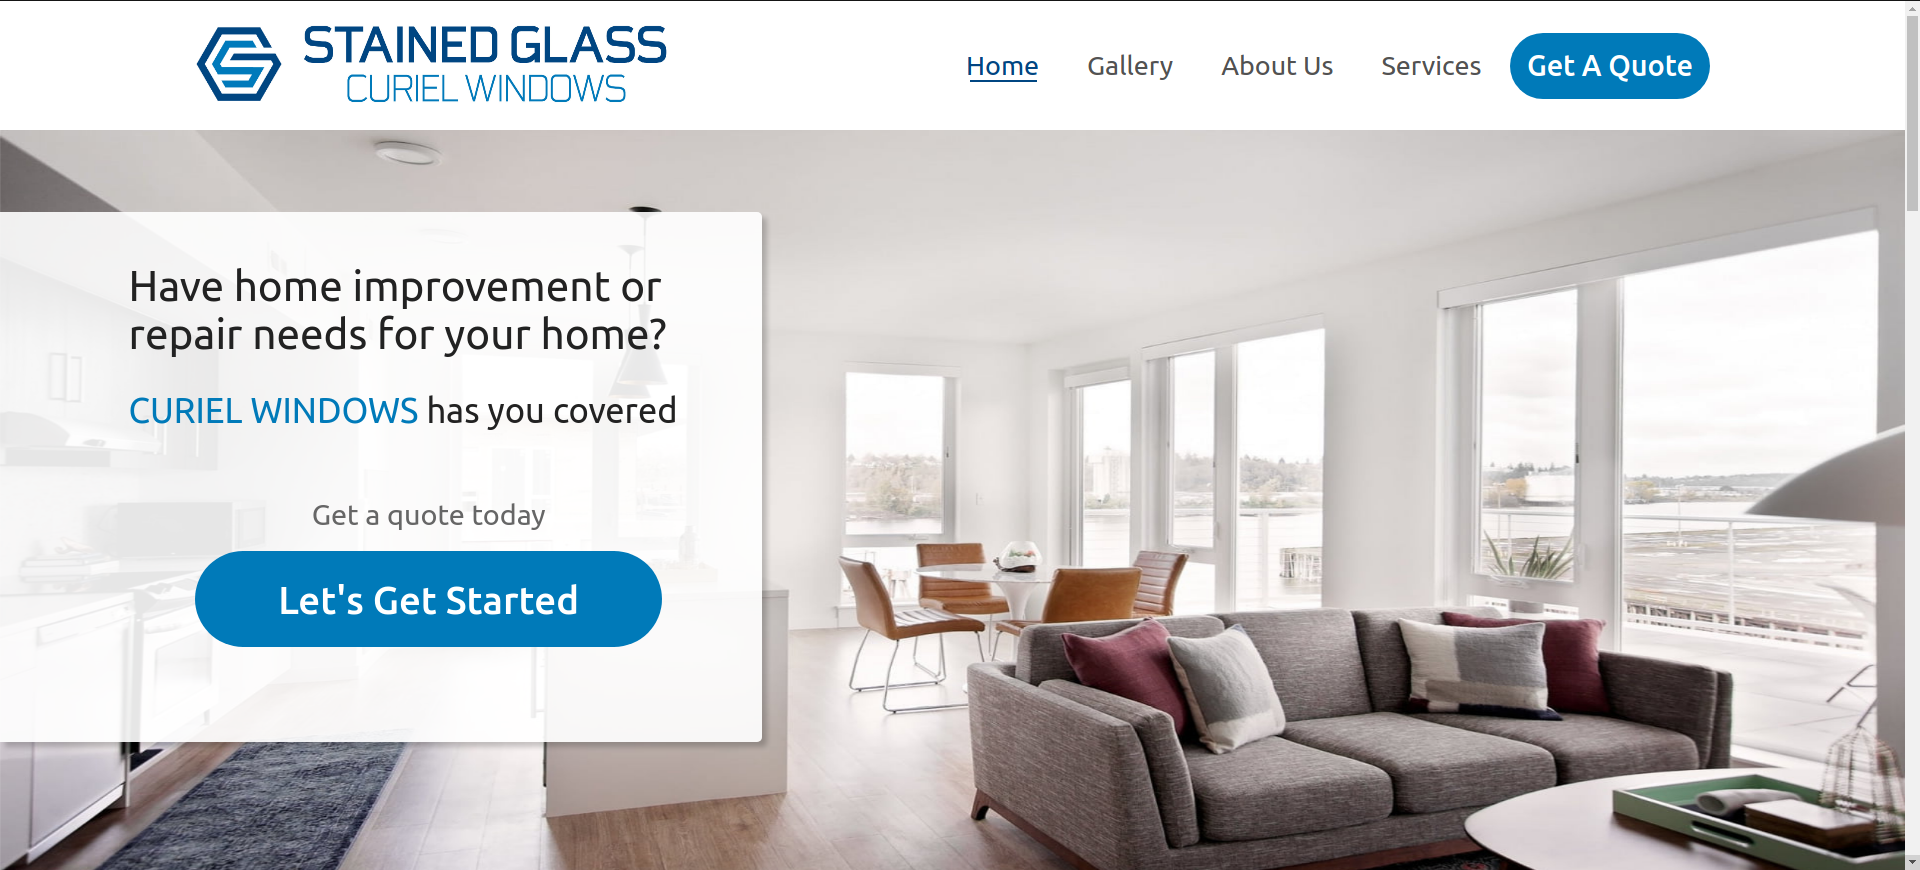 STAINED GLASS
CURIEL WINDOWS
Home
Gallery
About Us
Services
Get A Quote
Have home improvement or
repair needs for your home?
CURIEL WINDOWS has you covered
Get a quote today
Let's Get Started